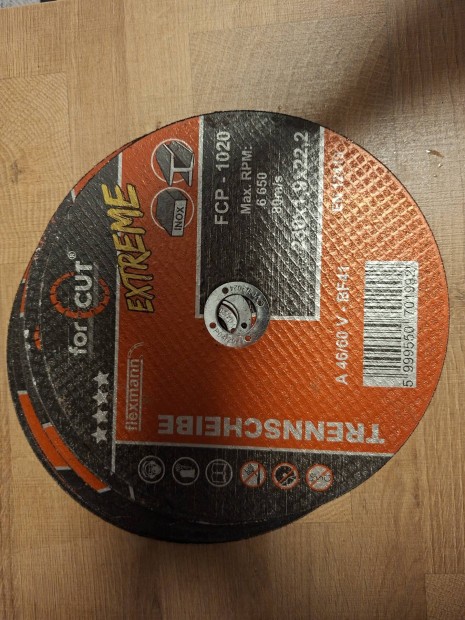 for CUT®
EXTREME
flexmann
INOX
FCP - 1020
Max. RPM:
6 650
80m/s
230x1.9x22.2
A 46/60 V - BF41
TRENNSCHEIBE